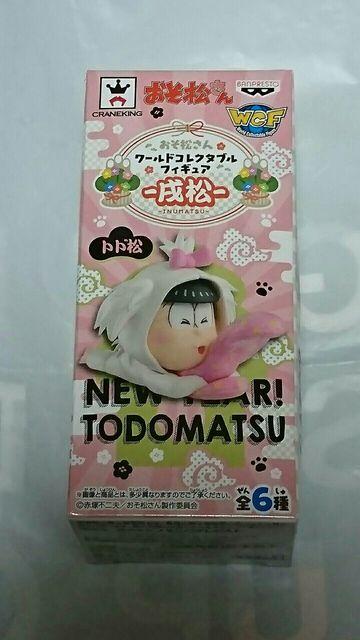 CRANEKING
おそ松さん
BANPRESTO
WCF
World Collectable Figure
おそ松さん
ワールドコレクタブル
フィギュア
-戌松-
~INUMATSU~
トド松
NEW YEAR!
TODOMATSU
※画像と商品とは、多少異なりますのでご了承ください。
©赤塚不二夫/おそ松さん製作委員会
全6種